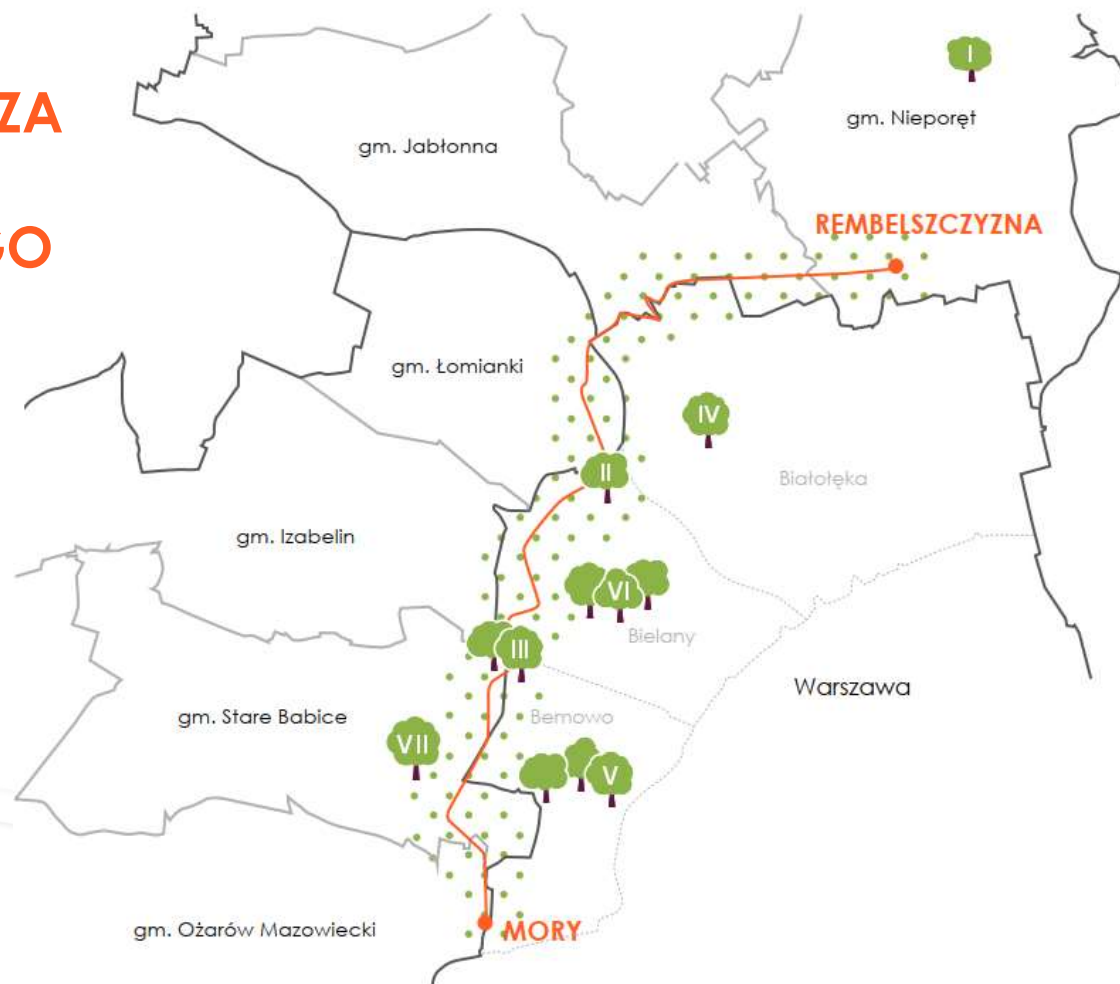 ZA
GO
I
gm. Nieporęt
gm. Jabłonna
REMBELSZCZYZNA
gm. Łomianki
IV
II
Białołęka
gm. Izabelin
VI
Bielany
III
Warszawa
gm. Stare Babice
Bemowo
VII
V
gm. Ożarów Mazowiecki
MORY